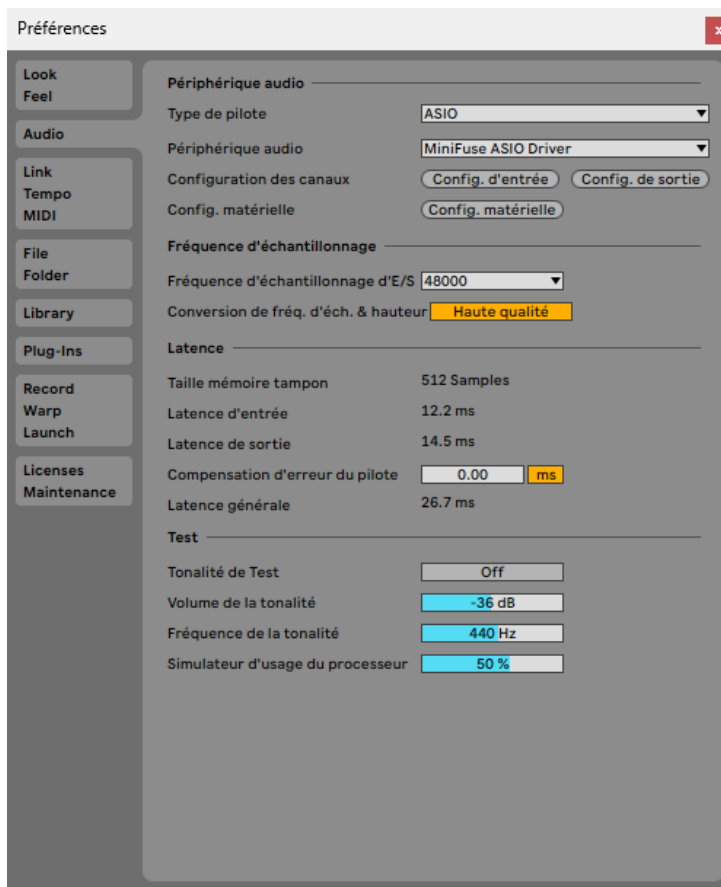 Préférences
Look
Feel
Audio
Link
Tempo
MIDI
File
Folder
Library
Plug-Ins
Record
Warp
Launch
Licenses
Maintenance
Périphérique audio
Type de pilote ASIO
Périphérique audio MiniFuse ASIO Driver
Configuration des canaux Config. d'entrée Config. de sortie
Config. matérielle Config. matérielle
Fréquence d'échantillonnage
Fréquence d'échantillonnage d'E/S 48000
Conversion de fréq. d'éch. & hauteur Haute qualité
Latence
Taille mémoire tampon 512 Samples
Latence d'entrée 12.2 ms
Latence de sortie 14.5 ms
Compensation d'erreur du pilote 0.00 ms
Latence générale 26.7 ms
Test
Tonalité de Test Off
Volume de la tonalité -36 dB
Fréquence de la tonalité 440 Hz
Simulateur d'usage du processeur 50 %